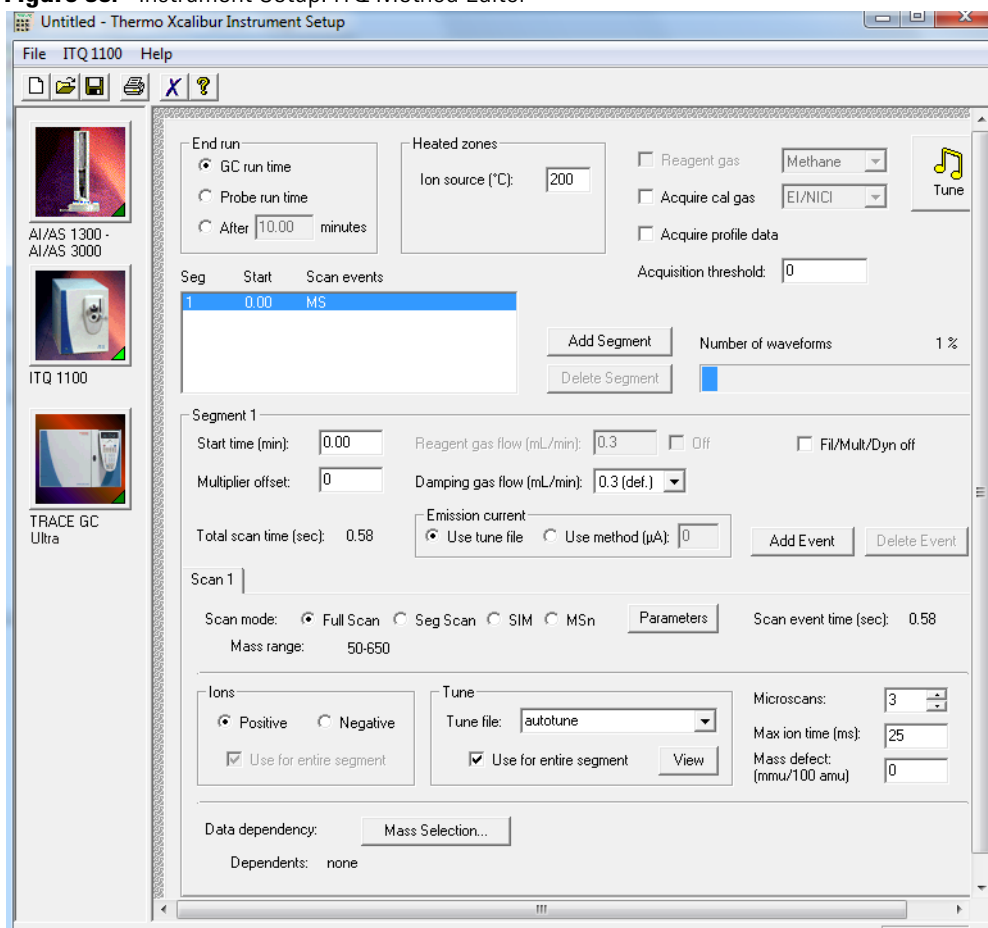 Figure 38. Instrument Setup: ITQ Method Editor
Untitled - Thermo Xcalibur Instrument Setup
File ITQ 1100 Help
End run
GC run time
Probe run time
After 10.00 minutes
Heated zones
Ion source (°C): 200
Reagent gas Methane
Acquire cal gas EI/NICI
Acquire profile data
Acquisition threshold: 0
Tune
AI/AS 1300 -
AI/AS 3000
ITQ 1100
TRACE GC
Ultra
Seg Start Scan events
1 0.00 MS
Add Segment
Delete Segment
Number of waveforms 1 %
Segment 1
Start time (min): 0.00 Reagent gas flow (mL/min): 0.3 Off Fil/Mult/Dyn off
Multiplier offset: 0 Damping gas flow (mL/min): 0.3 (def.)
Emission current
Total scan time (sec): 0.58 Use tune file Use method (µA): 0 Add Event Delete Event
Scan 1
Scan mode: Full Scan Seg Scan SIM MSn Parameters Scan event time (sec): 0.58
Mass range: 50-650
Ions
Positive Negative
Use for entire segment
Tune
Tune file: autotune
Use for entire segment View
Microscans: 3
Max ion time (ms): 25
Mass defect:
(mmu/100 amu) 0
Data dependency: Mass Selection...
Dependents: none